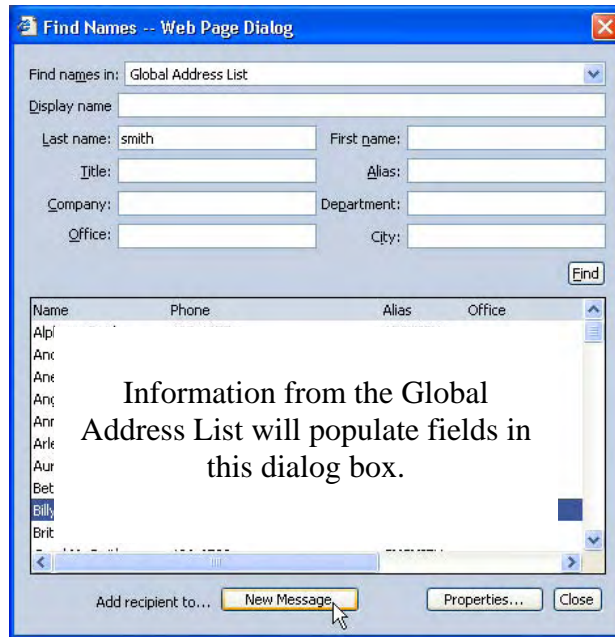 Find Names -- Web Page Dialog
Find names in: Global Address List
Display name
Last name: smith First name:
Title: Alias:
Company: Department:
Office: City:
Find
Name Phone Alias Office
Information from the Global
Address List will populate fields in
this dialog box.
Billy
Add recipient to... New Message Properties... Close